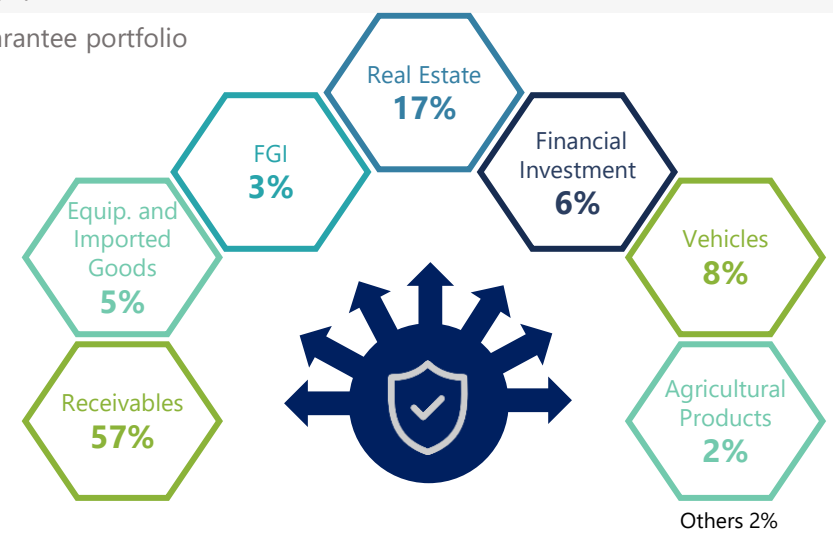 portfolio
Real Estate
17%
FGI
3%
Financial
Investment
6%
Equip. and
Imported
Goods
5%
Vehicles
8%
Receivables
57%
Agricultural
Products
2%
Others 2%